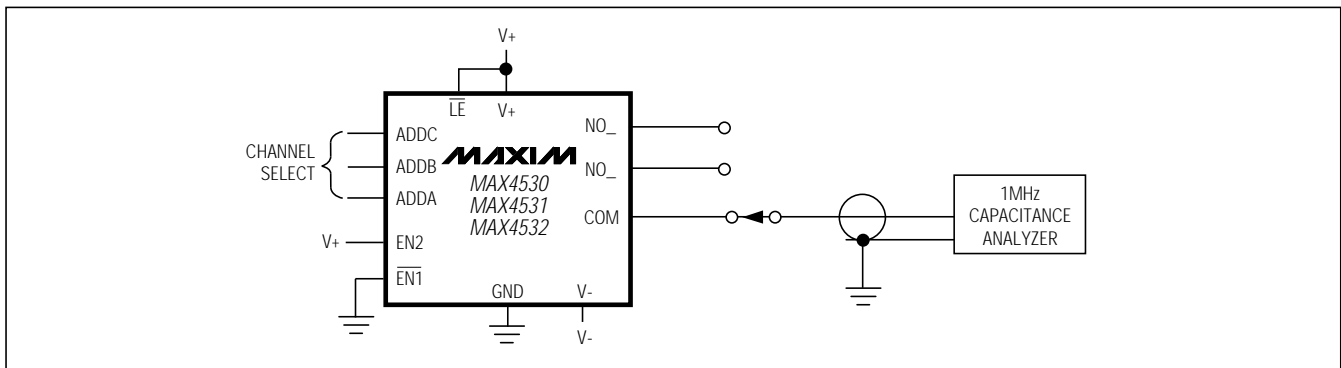 V+
LE
V+
CHANNEL
SELECT
ADDC
ADDB
ADDA
V+
EN2
EN1
MAXIM
MAX4530
MAX4531
MAX4532
NO_
NO_
COM
GND
V-
V-
1MHz
CAPACITANCE
ANALYZER